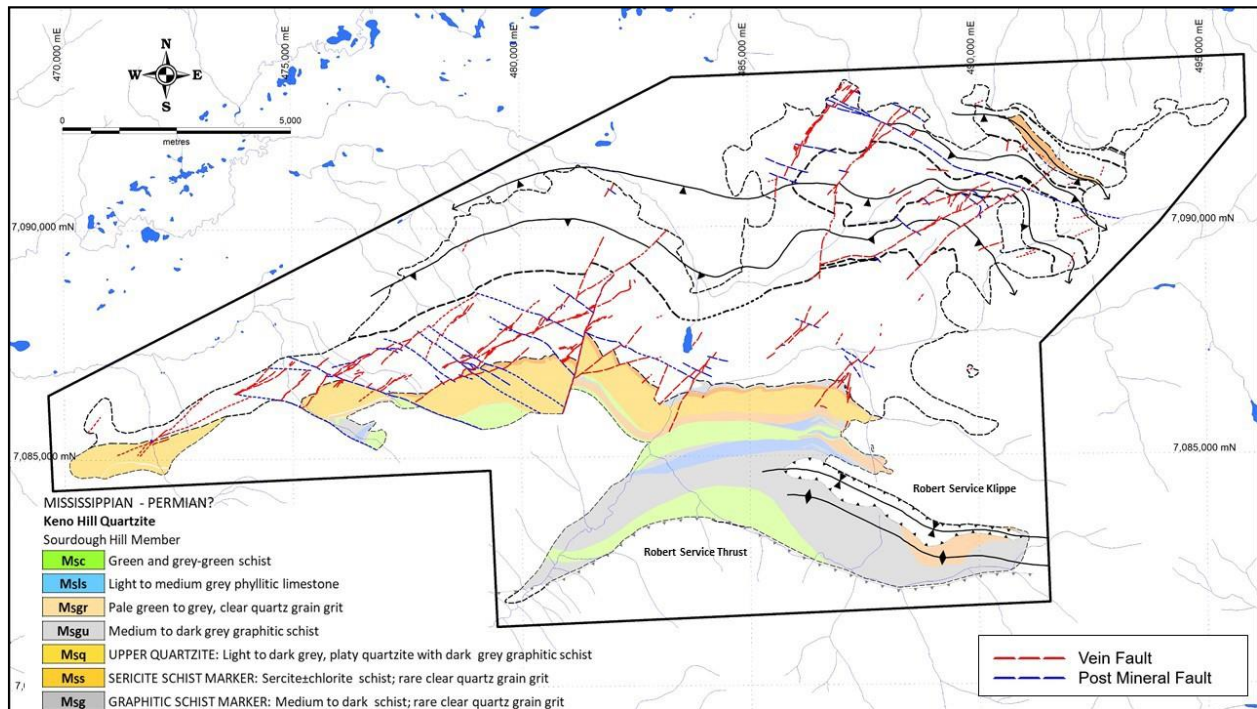 470,000 mE
475,000 mE
480,000 mE
485,000 mE
490,000 mE
495,000 mE
N
W E
S
0 5,000
metres
7,090,000 mN
7,090,000 mN
7,085,000 mN
7,085,000 mN
Robert Service Klippe
Robert Service Thrust
MISSISSIPPIAN - PERMIAN?
Keno Hill Quartzite
Sourdough Hill Member
Msc Green and grey-green schist
Msls Light to medium grey phyllitic limestone
Msgr Pale green to grey, clear quartz grain grit
Msgu Medium to dark grey graphitic schist
Msq UPPER QUARTZITE: Light to dark grey, platy quartzite with dark grey graphitic schist
Mss SERICITE SCHIST MARKER: Sercite±chlorite schist; rare clear quartz grain grit
Msg GRAPHITIC SCHIST MARKER: Medium to dark schist; rare clear quartz grain grit
Vein Fault
Post Mineral Fault